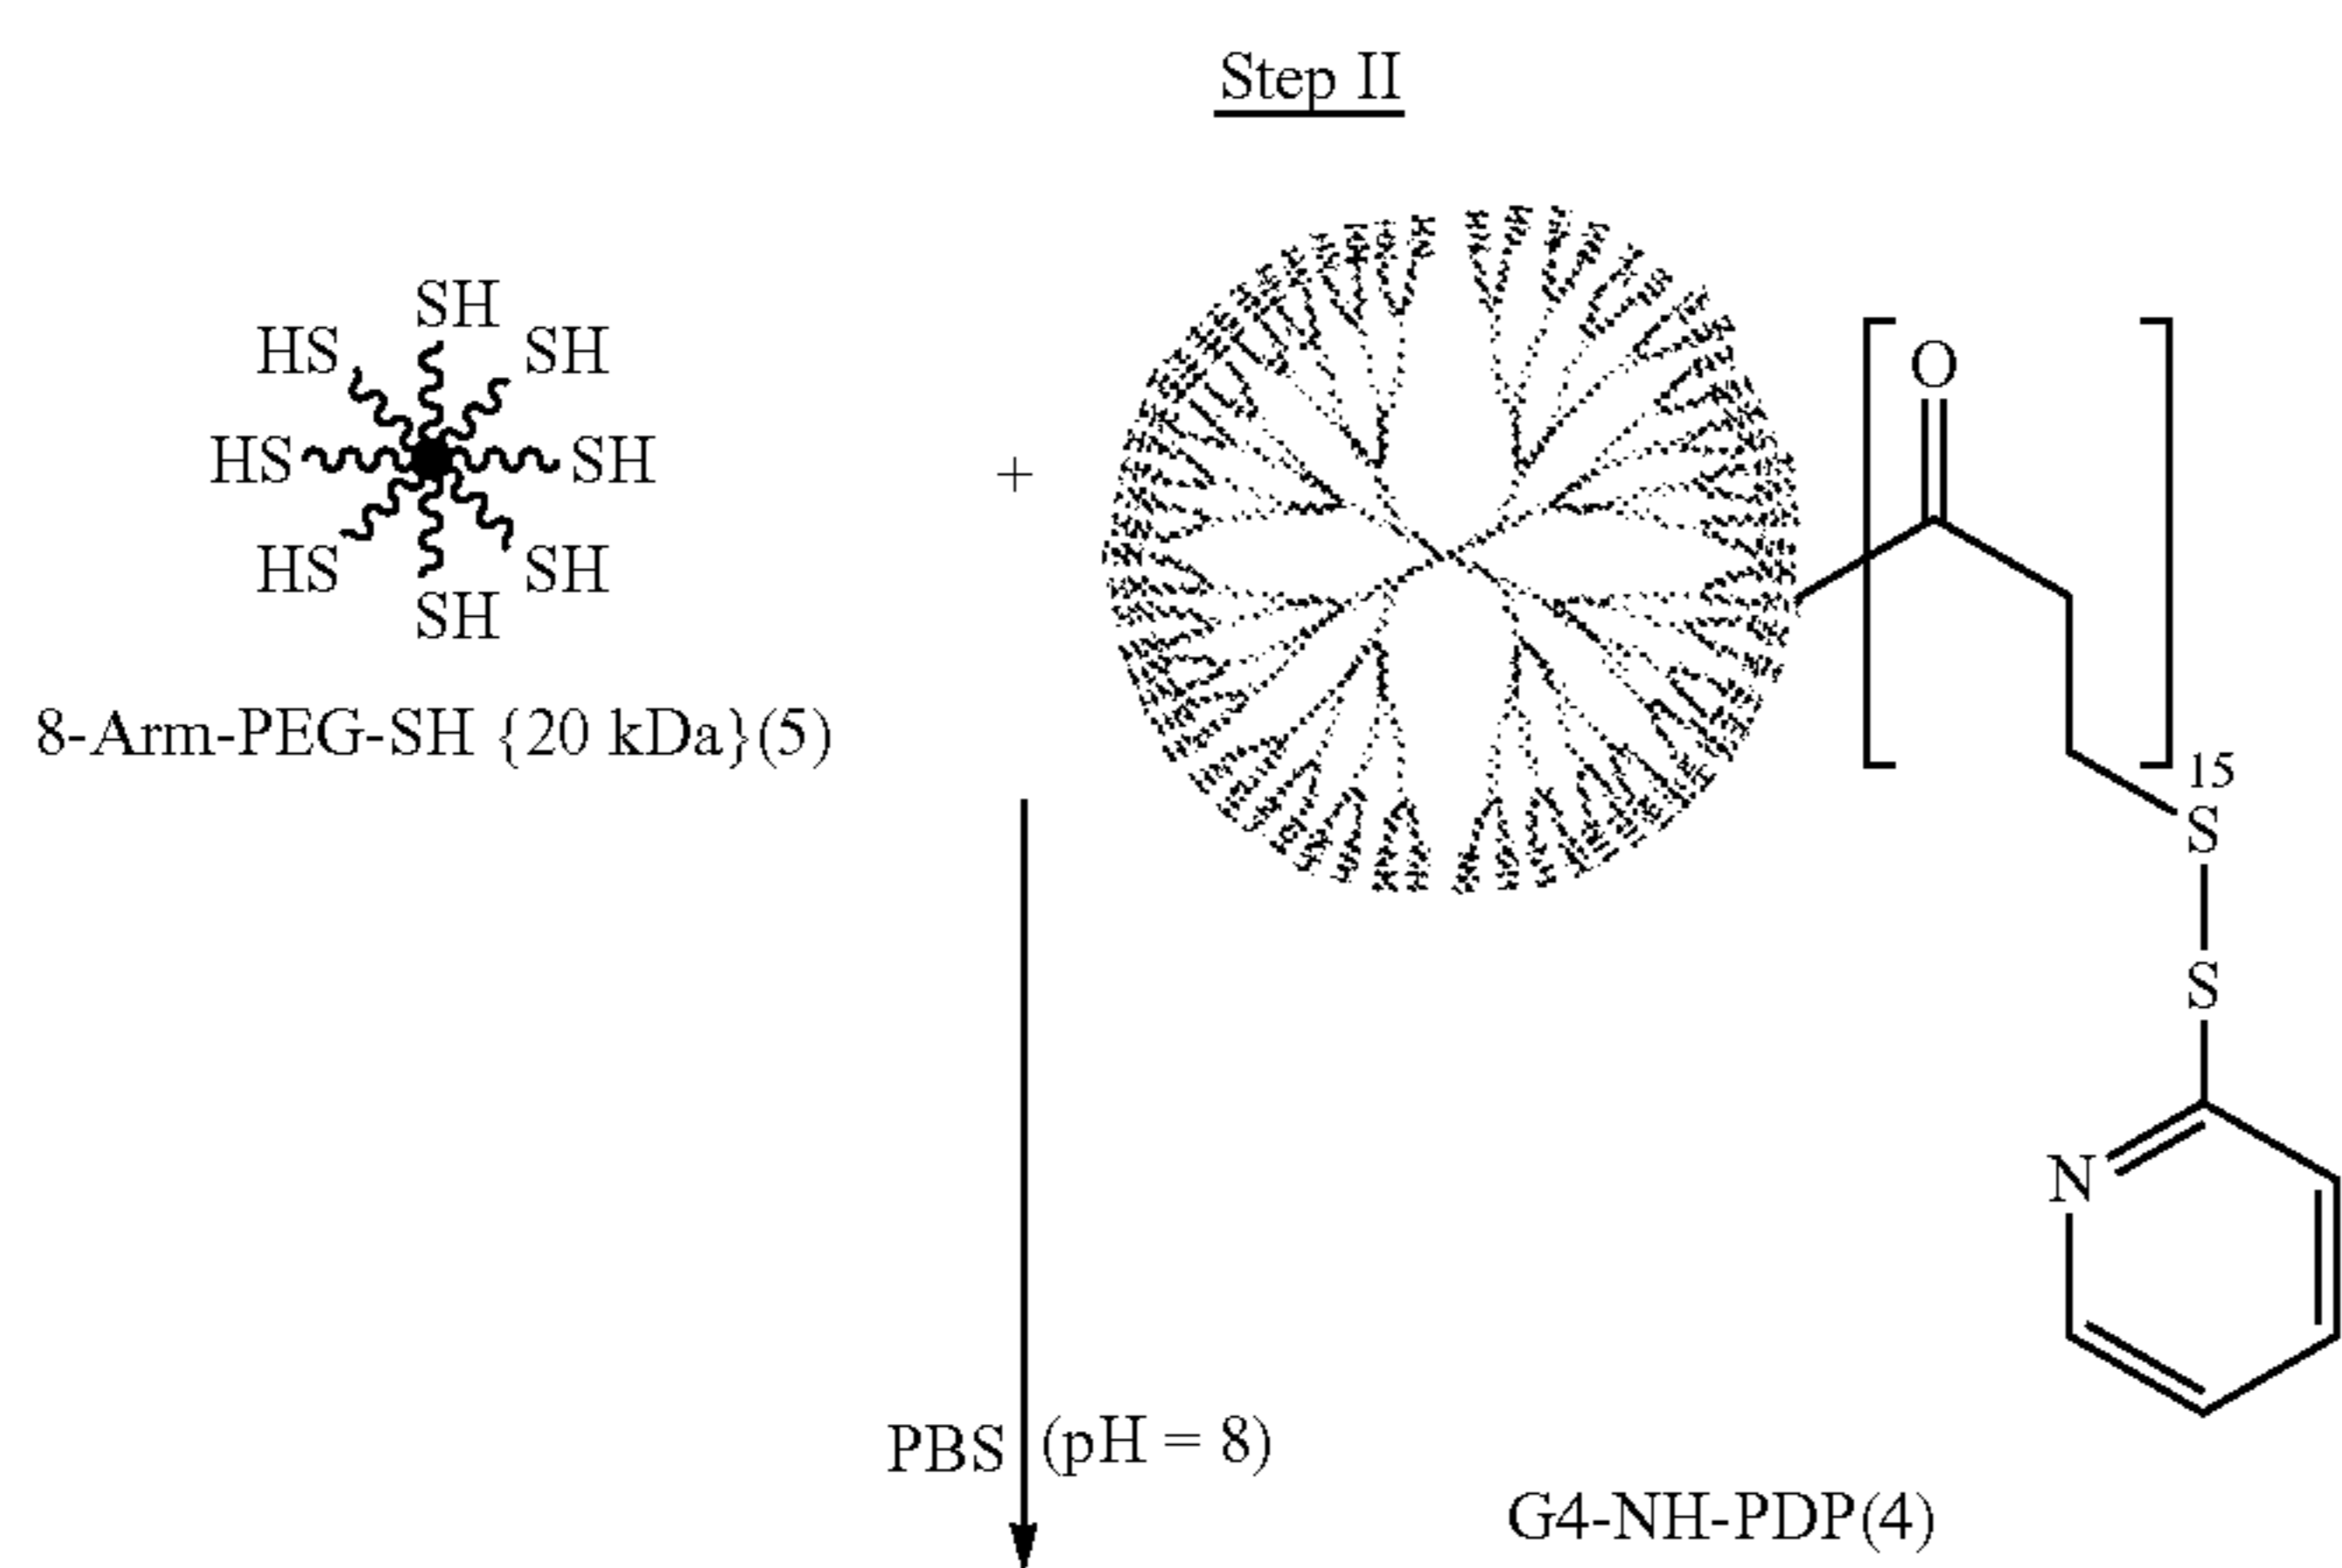 Step II
SH
HS SH
HS SH
HS SH
SH
+
O
8-Arm-PEG-SH {20 kDa}(5)
15
S
S
N
PBS (pH = 8)
G4-NH-PDP(4)